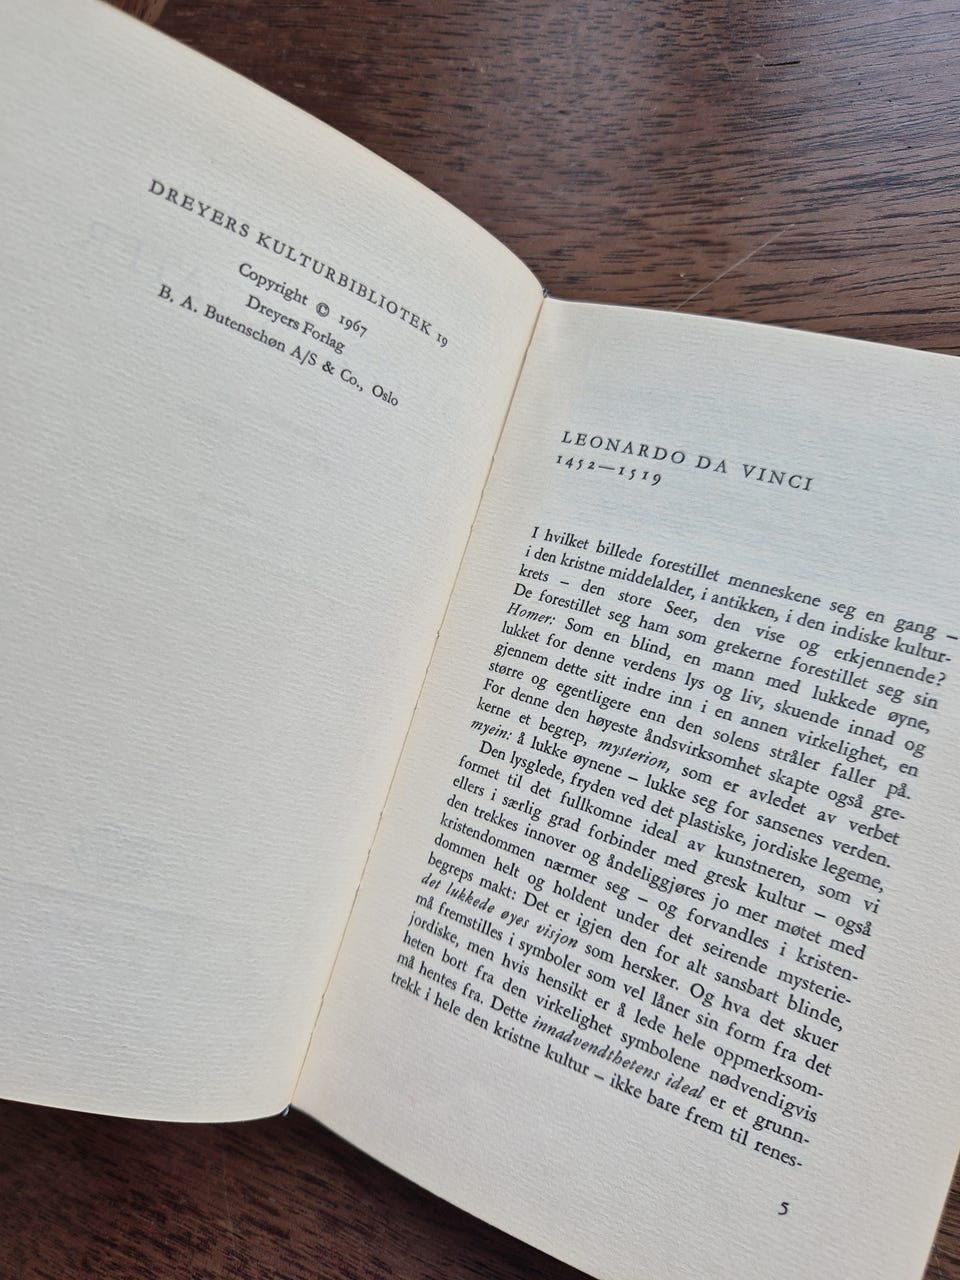 DREYERS KULTURBIBLIOTEK 19
Copyright © 1967
Dreyers Forlag
B. A. Butenschøn A/S & Co., Oslo
LEONARDO DA VINCI
1452—1519
I hvilket billede forestillet menneskene seg en gang –
i den kristne middelalder, i antikken, i den indiske kultur-
krets – den store Seer, den vise og erkjennende?
De forestillet seg ham som grekerne forestillet seg sin
Homer: Som en blind, en mann med lukkede øyne,
lukket for denne verdens lys og liv, skuende innad og
gjennem dette sitt indre inn i en annen virkelighet, en
større og egentligere enn den solens stråler faller på.
For denne den høyeste åndsvirksomhet skapte også gre-
kerne et begrep, mysterion, som er avledet av verbet
myein: å lukke øynene – lukke seg for sansenes verden.
Den lysglede, fryden ved det plastiske, jordiske legeme,
formet til det fullkomne ideal av kunstneren, som vi
ellers i særlig grad forbinder med gresk kultur – også
den trekkes innover og åndeliggjøres jo mer møtet med
kristendommen nærmer seg – og forvandles i kristen-
dommen helt og holdent under det seirende mysterie-
begreps makt: Det er igjen den for alt sansbart blinde,
det lukkede øyes visjon som hersker. Og hva det skuer
må fremstilles i symboler som vel låner sin form fra det
jordiske, men hvis hensikt er å lede hele oppmerksom-
heten bort fra den virkelighet symbolene nødvendigvis
må hentes fra. Dette innadvendthetens ideal er et grunn-
trekk i hele den kristne kultur – ikke bare frem til renes-
5